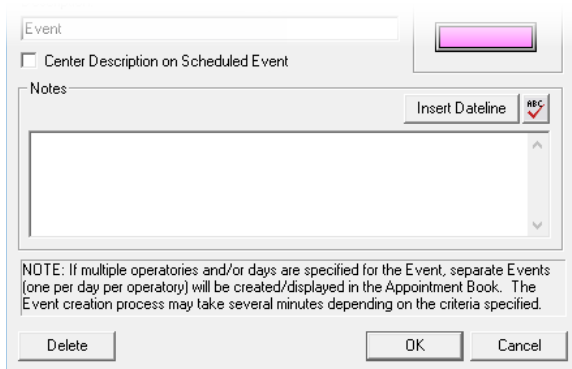 Event
Center Description on Scheduled Event
Notes
Insert Dateline
ABC
NOTE: If multiple operatories and/or days are specified for the Event, separate Events
(one per day per operatory) will be created/displayed in the Appointment Book. The
Event creation process may take several minutes depending on the criteria specified.
Delete
OK
Cancel